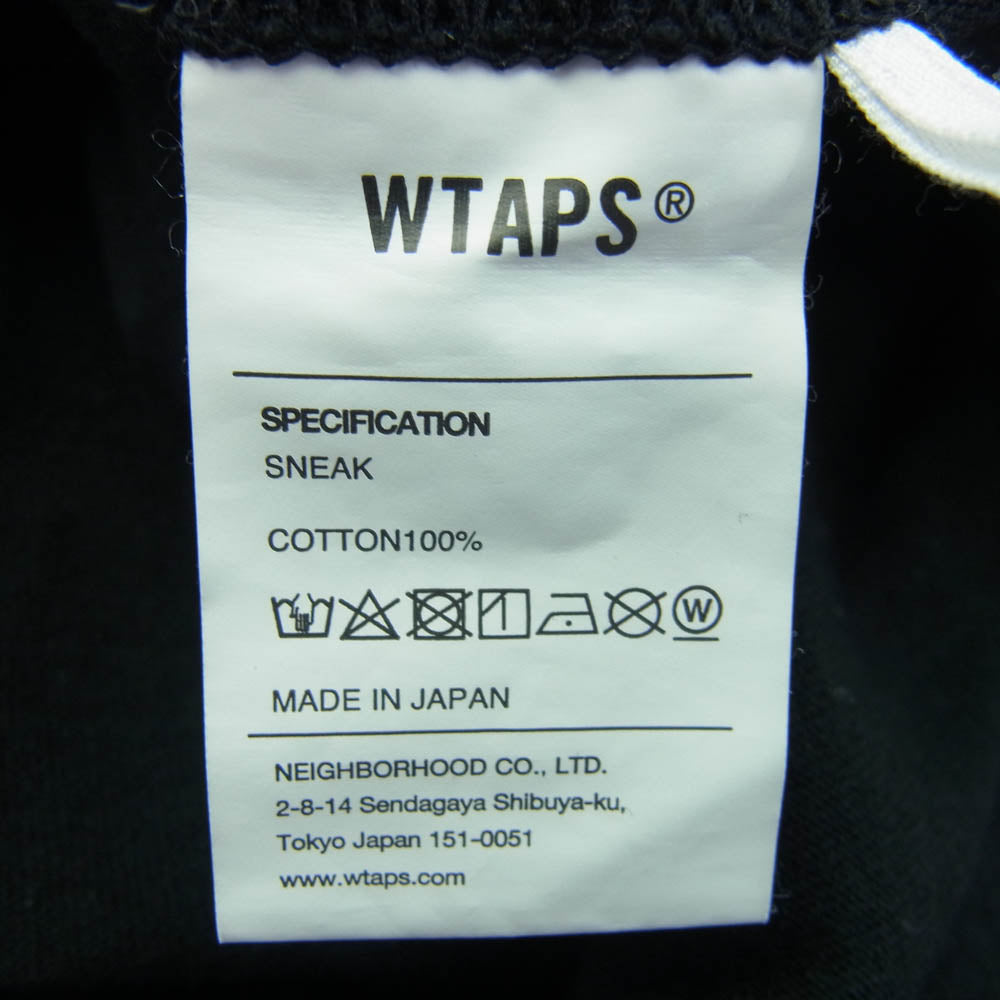 WTAPS®
SPECIFICATION
SNEAK
COTTON100%
W
MADE IN JAPAN
NEIGHBORHOOD CO., LTD.
2-8-14 Sendagaya Shibuya-ku,
Tokyo Japan 151-0051
www.wtaps.com